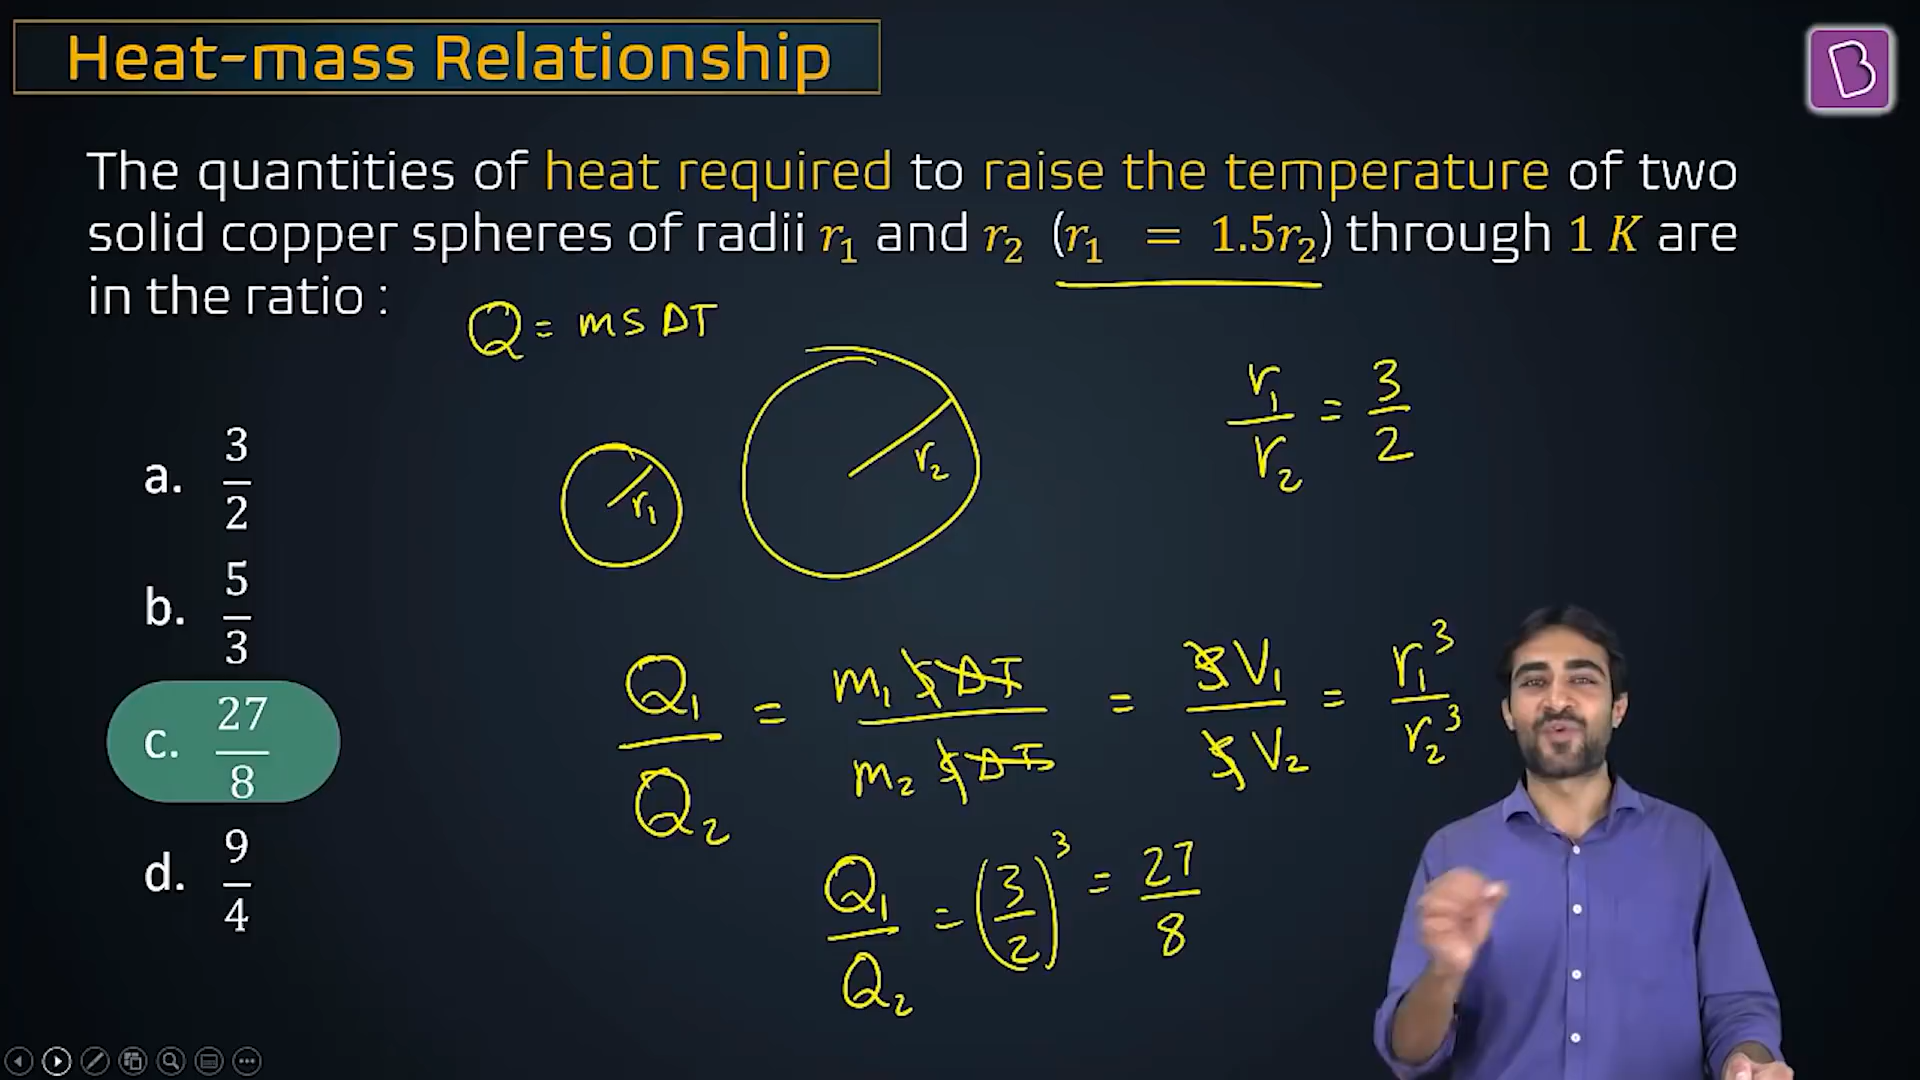 Heat-mass Relationship
B
The quantities of heat required to raise the temperature of two
solid copper spheres of radii r₁ and r₂ (r₁ = 1.5r₂) through 1 K are
in the ratio :
Q = ms ΔT
r₁
r₂
r₁/r₂ = 3/2
a. 3/2
b. 5/3
c. 27/8
d. 9/4
Q₁/Q₂ = m₁ s ΔT/m₂ s ΔT = ρV₁/ρV₂ = r₁³/r₂³
Q₁/Q₂ = (3/2)³ = 27/8